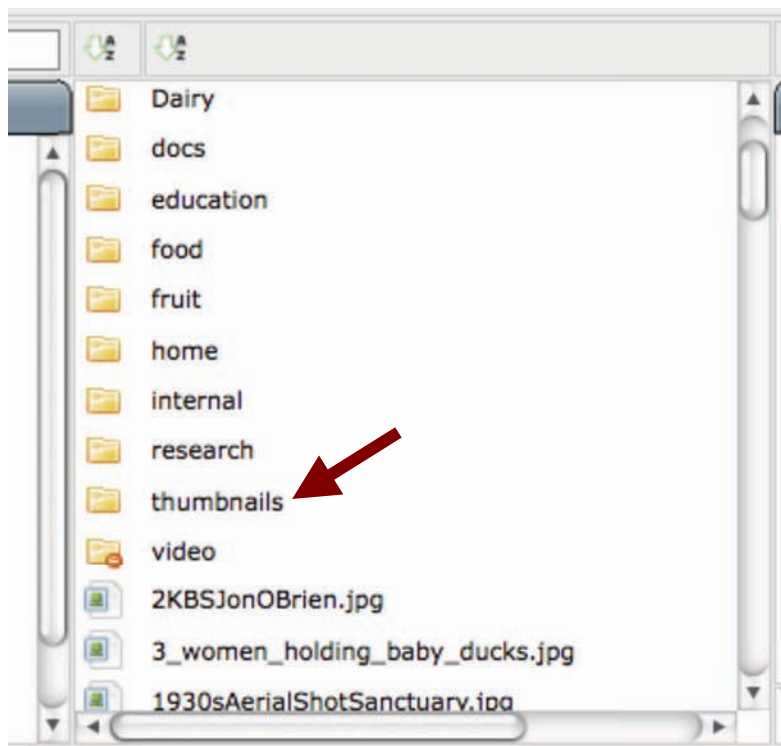 A
Z
A
Z
Dairy
docs
education
food
fruit
home
internal
research
thumbnails
video
2KBSJonOBrien.jpg
3_women_holding_baby_ducks.jpg
1930sAerialShotSanctuary.jpg